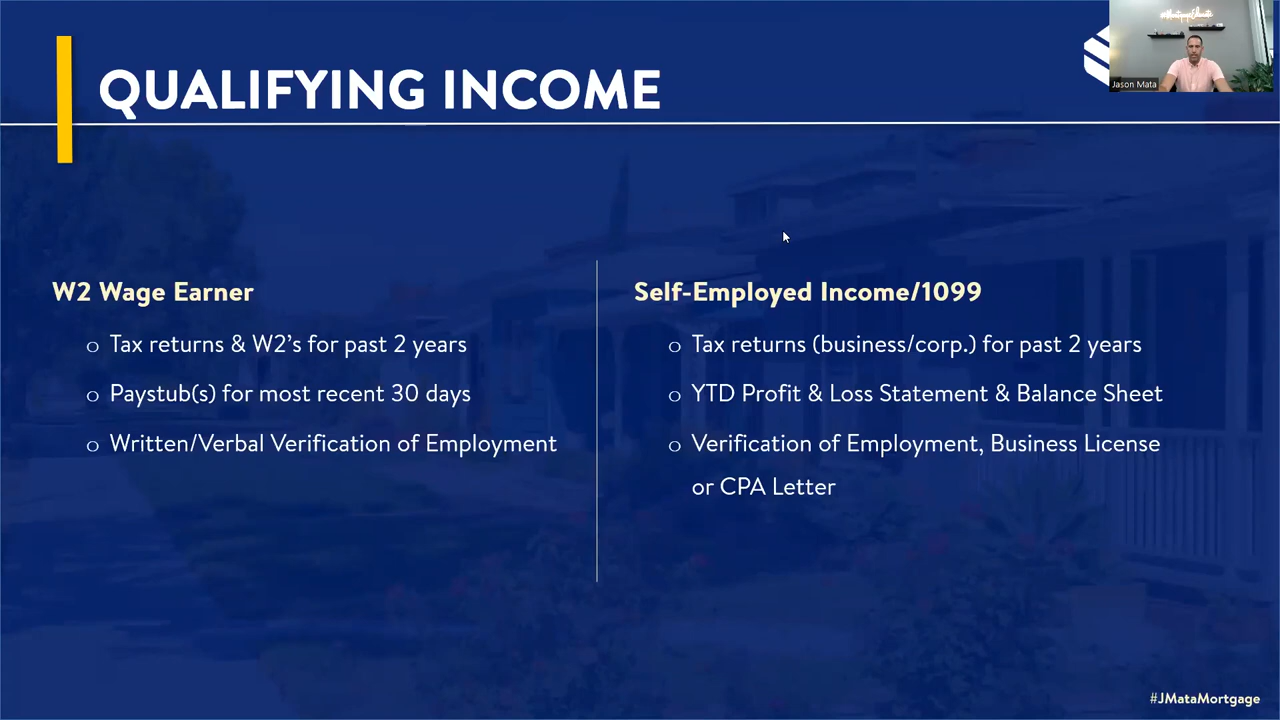 QUALIFYING INCOME
Jason Mata
W2 Wage Earner
o Tax returns & W2’s for past 2 years
o Paystub(s) for most recent 30 days
o Written/Verbal Verification of Employment
Self-Employed Income/1099
o Tax returns (business/corp.) for past 2 years
o YTD Profit & Loss Statement & Balance Sheet
o Verification of Employment, Business License
or CPA Letter
#JMataMortgage